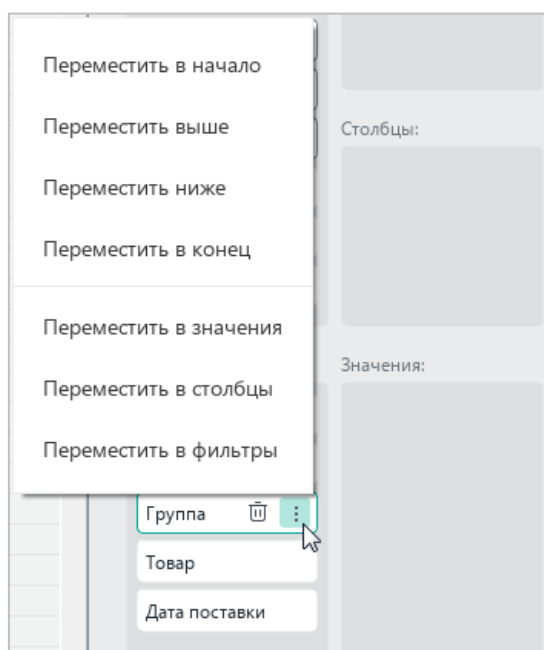 Переместить в начало
Переместить выше
Переместить ниже
Переместить в конец
Переместить в значения
Переместить в столбцы
Переместить в фильтры
Столбцы:
Значения:
Группа
Товар
Дата поставки